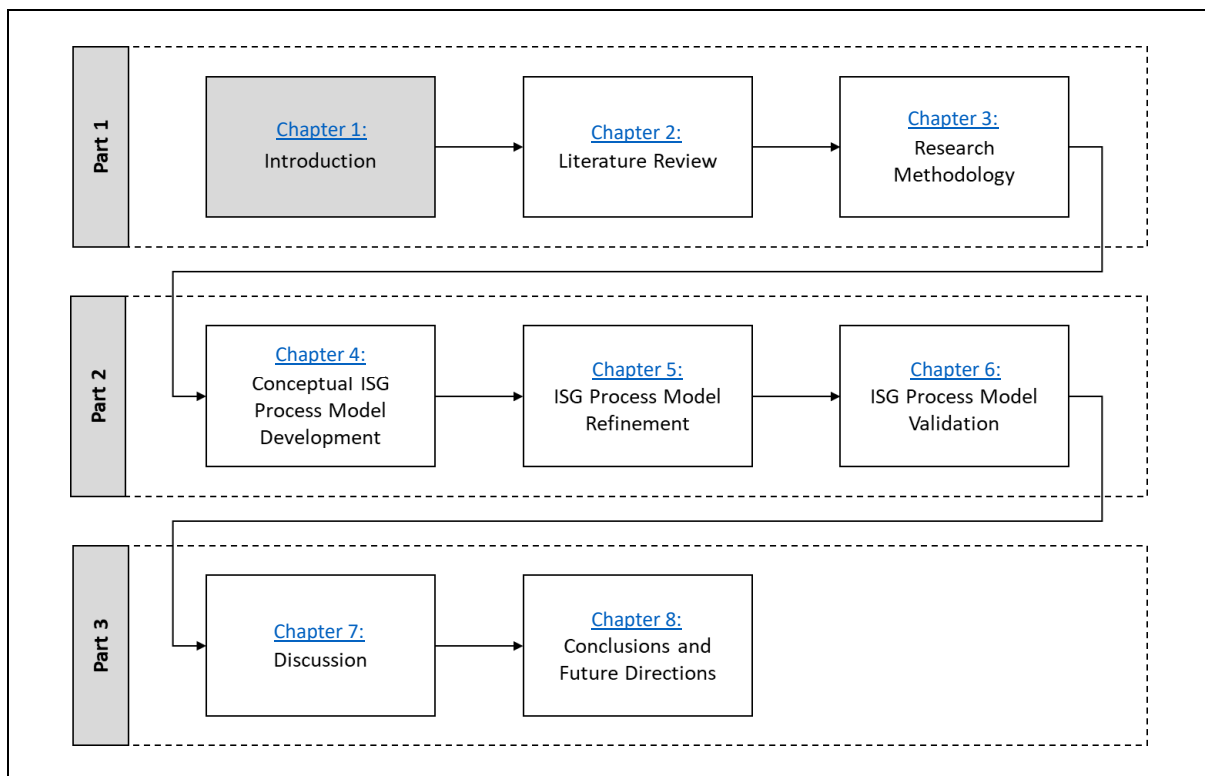 Part 1
Chapter 1:
Introduction
Chapter 2:
Literature Review
Chapter 3:
Research
Methodology
Part 2
Chapter 4:
Conceptual ISG
Process Model
Development
Chapter 5:
ISG Process Model
Refinement
Chapter 6:
ISG Process Model
Validation
Part 3
Chapter 7:
Discussion
Chapter 8:
Conclusions and
Future Directions